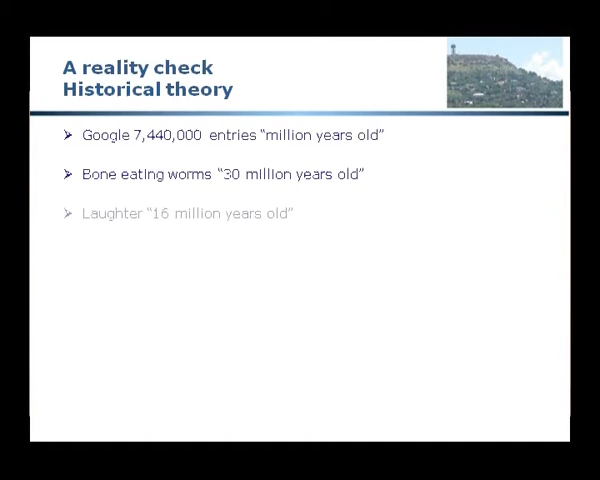 A reality check
Historical theory
Google 7,440,000 entries “million years old”
Bone eating worms “30 million years old”
Laughter “16 million years old”